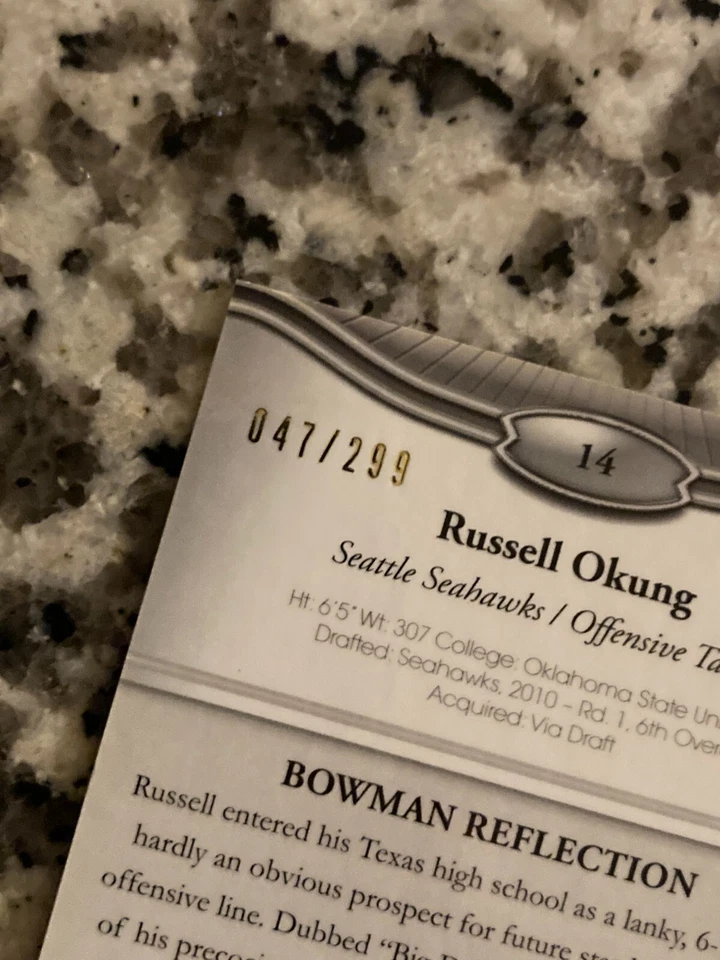 047/299
14
Russell Okung
Seattle Seahawks / Offensive
Ht: 6'5" Wt: 307 College: Oklahoma State
Drafted: Seahawks, 2010 - Rd. 1, 6th
Acquired: Via Draft
BOWMAN REFLECTION
Russell entered his Texas high school as a lanky, 6-
hardly an obvious prospect for future
offensive line. Dubbed
of his